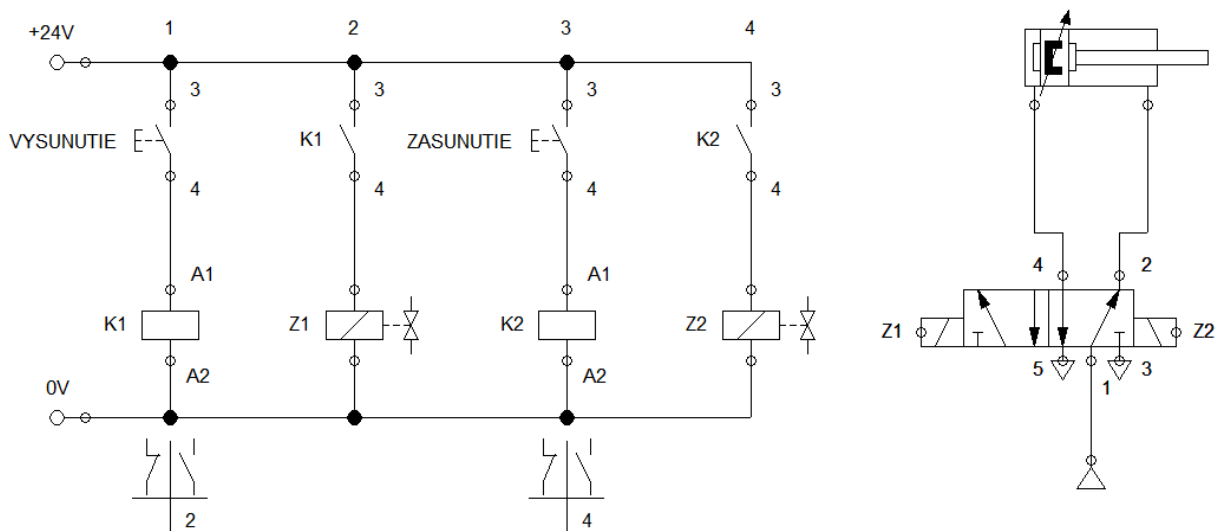 1 2 3 4
+24V
3 3 3 3
VYSUNUTIE K1 ZASUNUTIE K2
4 4 4 4
A1 A1
K1 Z1 K2 Z2
A2 A2
0V
2 4
4 2
Z1 Z2
5 1 3